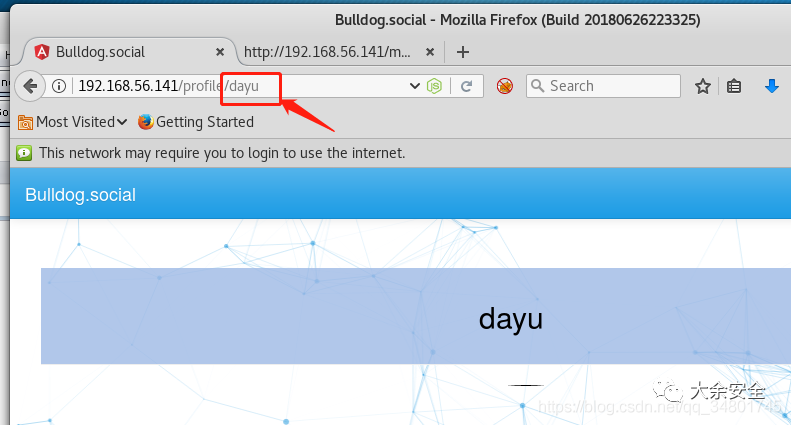 Bulldog.social - Mozilla Firefox (Build 20180626223325)
Bulldog.social × http://192.168.56.141/m... × +
192.168.56.141/profile/dayu Search
Most Visited Getting Started
This network may require you to login to use the internet.
Bulldog.social
dayu
大余安全
https://blog.csdn.net/qq_34801745